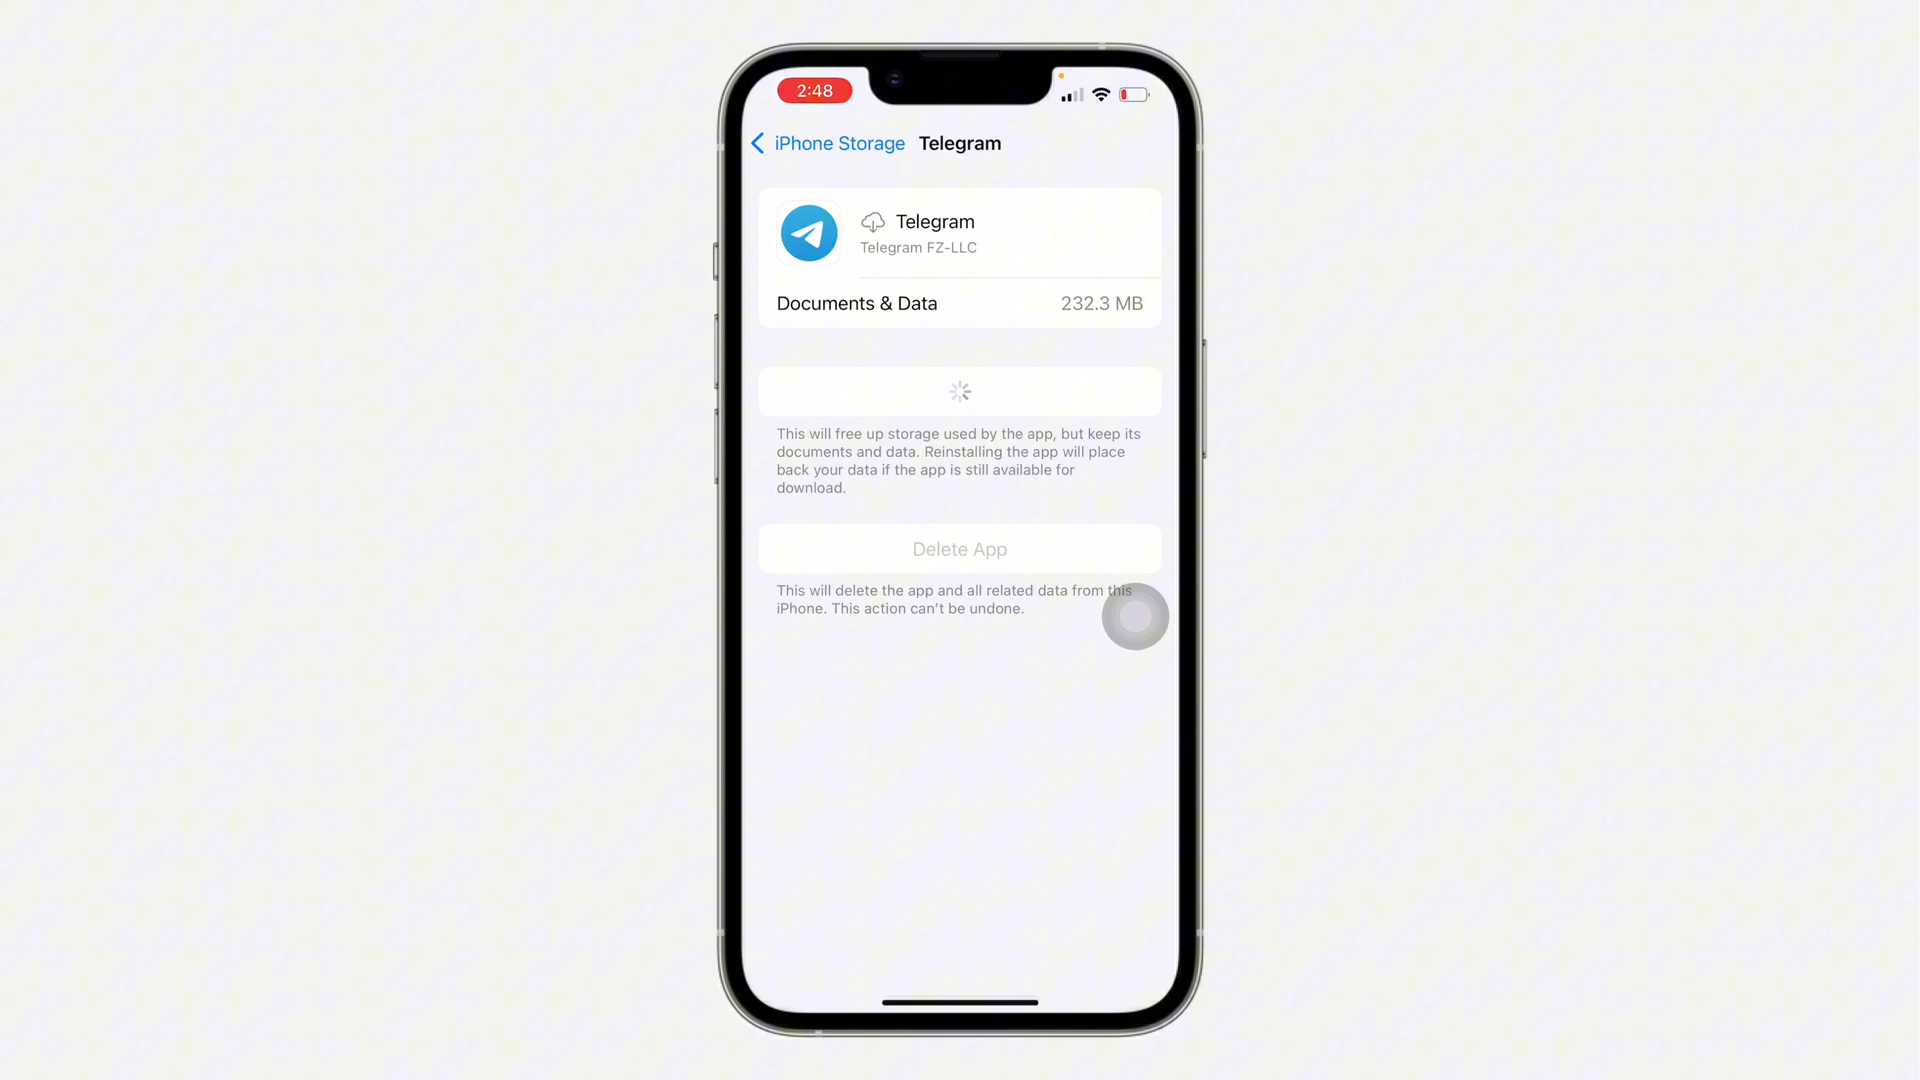 2:48
iPhone Storage Telegram
Telegram
Telegram FZ-LLC
Documents & Data 232.3 MB
This will free up storage used by the app, but keep its
documents and data. Reinstalling the app will place
back your data if the app is still available for
download.
Delete App
This will delete the app and all related data from this
iPhone. This action can't be undone.